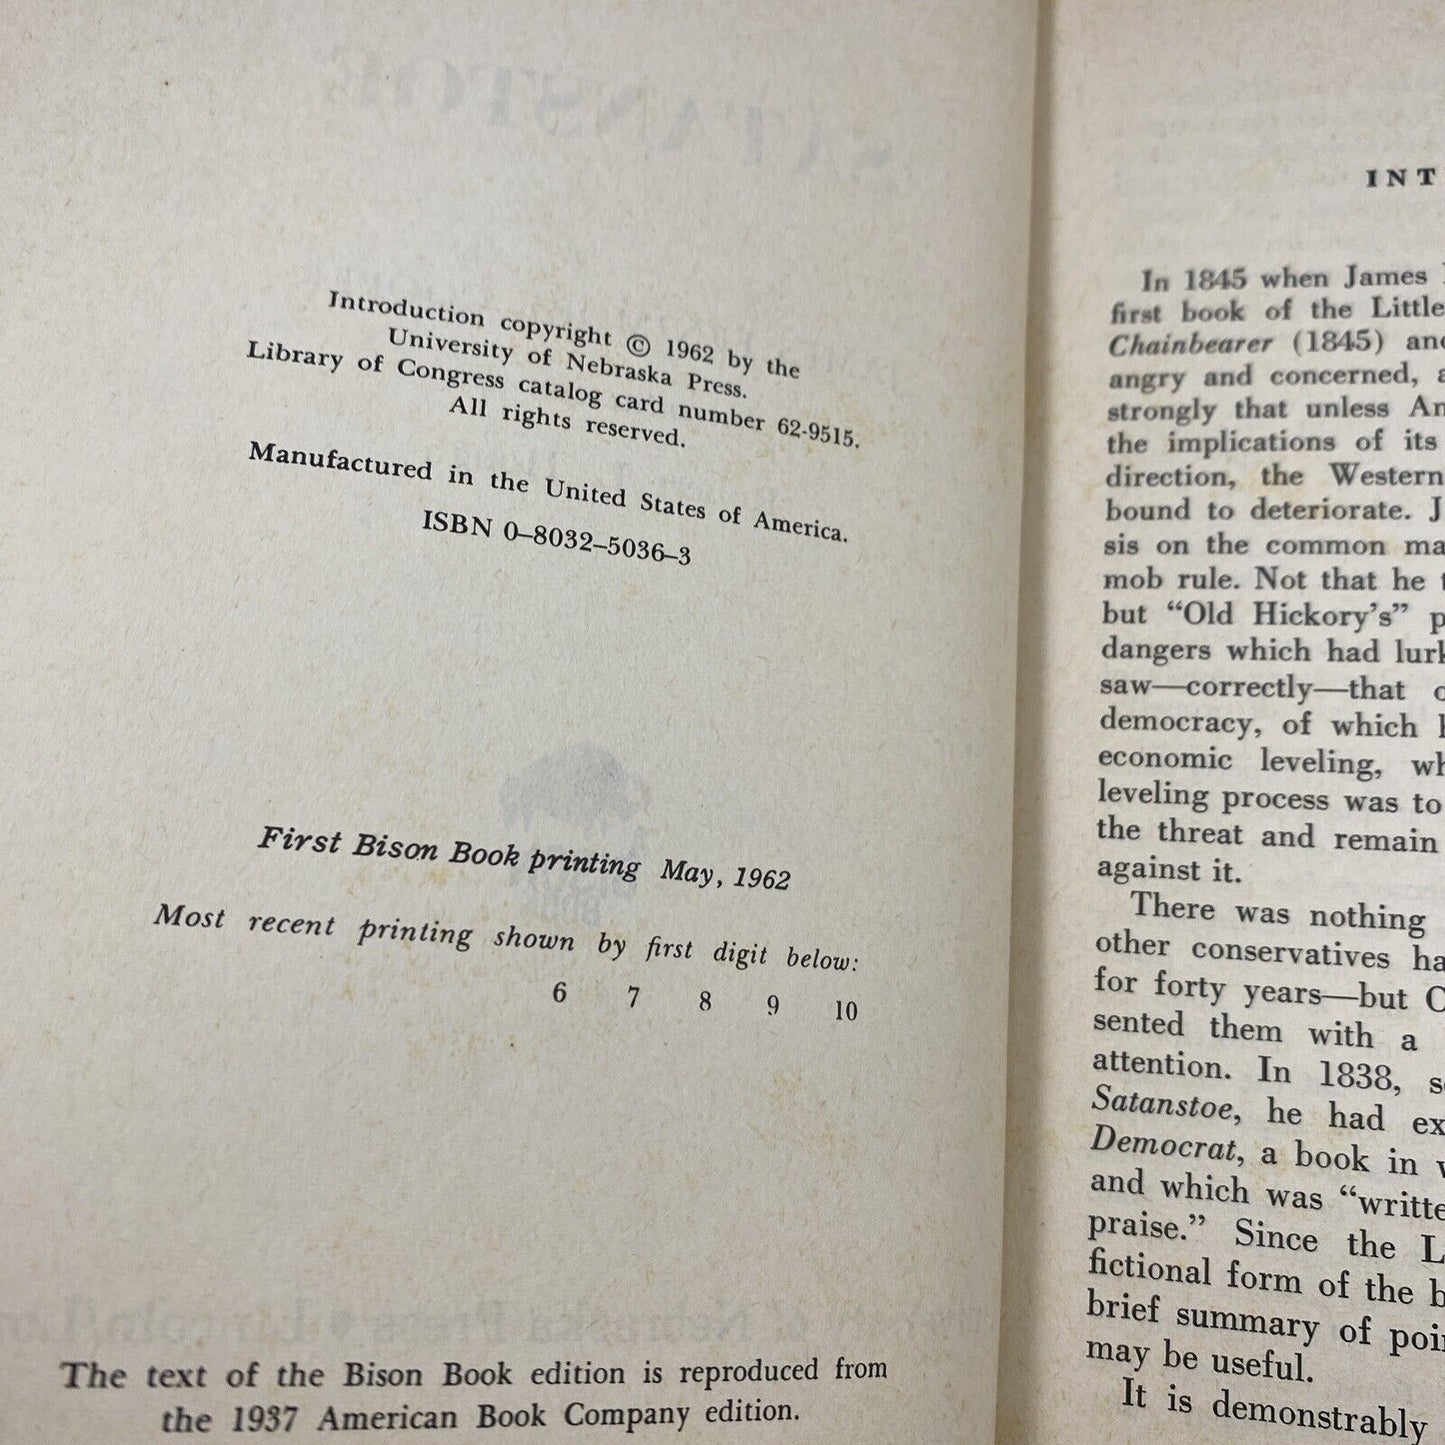 Introduction copyright © 1962 by the
University of Nebraska Press.
Library of Congress catalog card number 62-9515.
All rights reserved.
Manufactured in the United States of America.
ISBN 0–8032–5036–3
First Bison Book printing May, 1962
Most recent printing shown by first digit below:
6 7 8 9 10
The text of the Bison Book edition is reproduced from
the 1937 American Book Company edition.
INT
In 1845 when James
first book of the Little
Chainbearer (1845) and
angry and concerned,
strongly that unless Am
the implications of its
direction, the Western
bound to deteriorate. J
sis on the common ma
mob rule. Not that he
but “Old Hickory’s” p
dangers which had lurk
saw—correctly—that
democracy, of which
economic leveling, wh
leveling process was to
the threat and remain
against it.
There was nothing
other conservatives ha
for forty years—but C
sented them with a
attention. In 1838, s
Satanstoe, he had ex
Democrat, a book in w
and which was “writte
praise.” Since the L
fictional form of the b
brief summary of poi
may be useful.
It is demonstrably